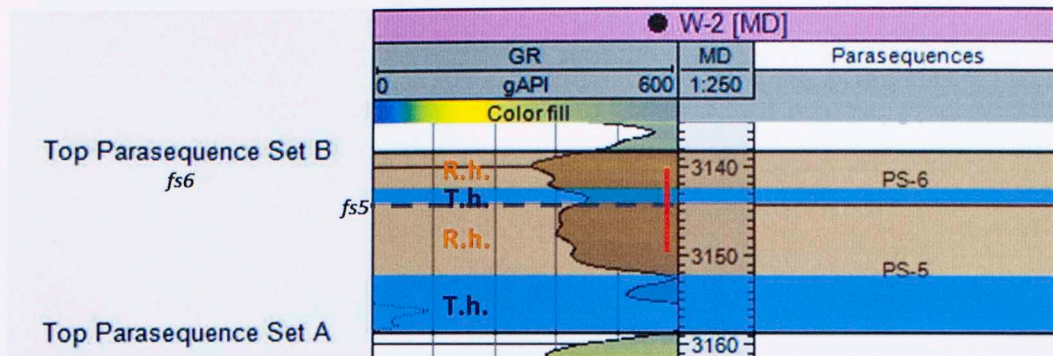 ● W-2 [MD]
GR MD Parasequences
0 gAPI 600 1:250
Color fill
Top Parasequence Set B
fs6
R.h. 3140
PS-6
T.h.
fs5
R.h.
3150
PS-5
T.h.
Top Parasequence Set A
3160